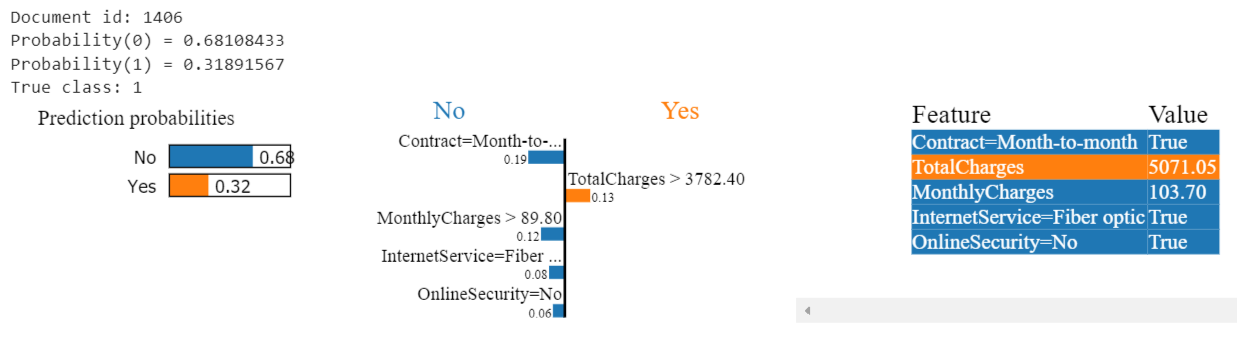 Document id: 1406
Probability(0) = 0.68108433
Probability(1) = 0.31891567
True class: 1
Prediction probabilities
No 0.68
Yes 0.32
No Yes
Contract=Month-to-...
0.19
TotalCharges > 3782.40
0.13
MonthlyCharges > 89.80
0.12
InternetService=Fiber ...
0.08
OnlineSecurity=No
0.06
Feature Value
Contract=Month-to-month True
TotalCharges 5071.05
MonthlyCharges 103.70
InternetService=Fiber optic True
OnlineSecurity=No True